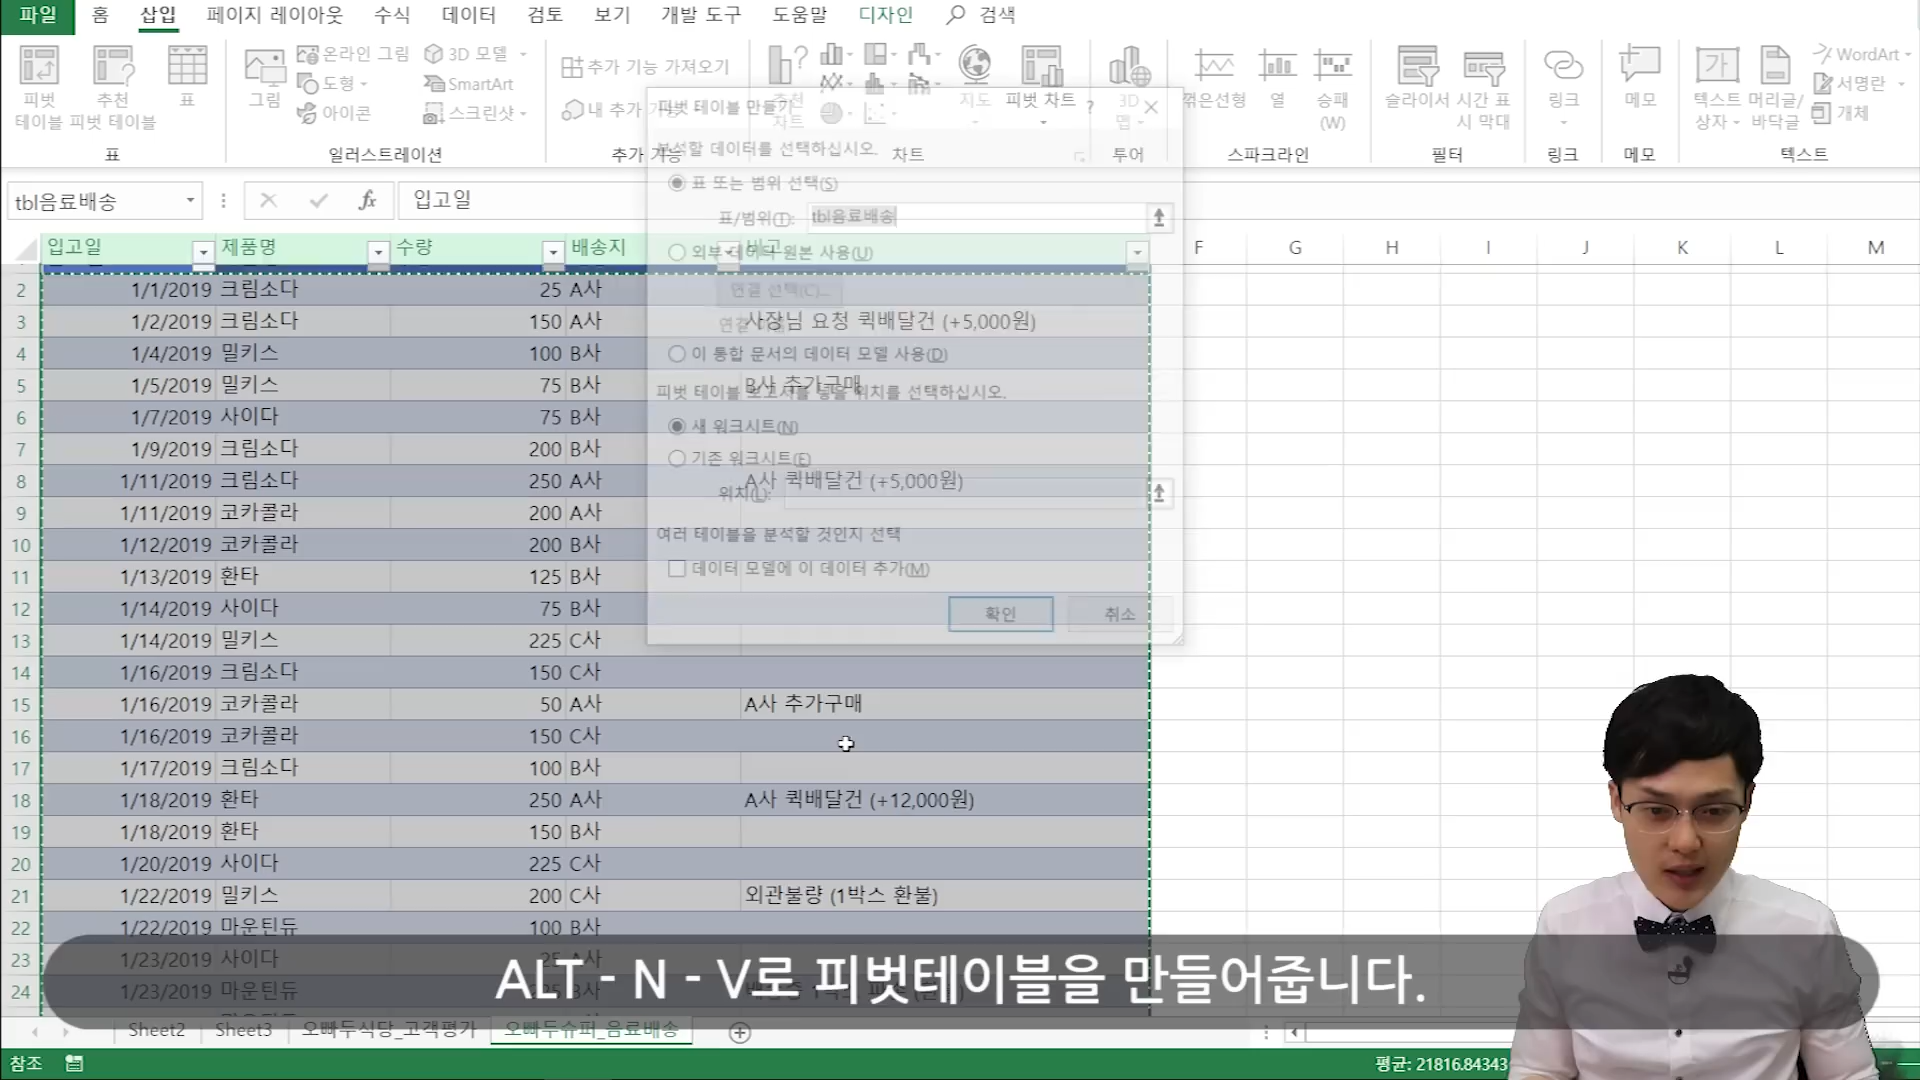 파일 홈 삽입 페이지 레이아웃 수식 데이터 검토 보기 개발 도구 도움말 디자인 검색
온라인 그림 3D 모델 WordArt
추가 기능 가져오기
도형 SmartArt 서명란
피벗 테이블
추천 피벗 테이블
표
그림
아이콘 스크린샷
내 추가
추천 차트
지도
피벗 차트
3D 맵
꺾은선형
열
승패 (W)
슬라이서
시간 표시 막대
링크
메모
텍스트 상자
머리글/바닥글
개체
표 일러스트레이션 추가 기능 차트 투어 스파크라인 필터 링크 메모 텍스트
tbl음료배송 fx 입고일
입고일 제품명 수량 배송지 비고 F G H I J K L M
2 1/1/2019 크림소다 25 A사
3 1/2/2019 크림소다 150 A사 사장님 요청 퀵배달건 (+5,000원)
4 1/4/2019 밀키스 100 B사
5 1/5/2019 밀키스 75 B사 B사 추가구매
6 1/7/2019 사이다 75 B사
7 1/9/2019 크림소다 200 B사
8 1/11/2019 크림소다 250 A사 A사 퀵배달건 (+5,000원)
9 1/11/2019 코카콜라 200 A사
10 1/12/2019 코카콜라 200 B사
11 1/13/2019 환타 125 B사
12 1/14/2019 사이다 75 B사
13 1/14/2019 밀키스 225 C사
14 1/16/2019 크림소다 150 C사
15 1/16/2019 코카콜라 50 A사 A사 추가구매
16 1/16/2019 코카콜라 150 C사
17 1/17/2019 크림소다 100 B사
18 1/18/2019 환타 250 A사 A사 퀵배달건 (+12,000원)
19 1/18/2019 환타 150 B사
20 1/20/2019 사이다 225 C사
21 1/22/2019 밀키스 200 C사 외관불량 (1박스 환불)
22 1/22/2019 마운틴듀 100 B사
23 1/23/2019 사이다
24 1/23/2019 마운틴듀
피벗 테이블 만들기 ?
분석할 데이터를 선택하십시오.
표 또는 범위 선택(S)
표/범위(T): tbl음료배송
외부 데이터 원본 사용(U)
연결 선택(C)...
연결
이 통합 문서의 데이터 모델 사용(D)
피벗 테이블 보고서를 넣을 위치를 선택하십시오.
새 워크시트(N)
기존 워크시트(E)
위치(L):
여러 테이블을 분석할 것인지 선택
데이터 모델에 이 데이터 추가(M)
확인 취소
ALT - N - V로 피벗테이블을 만들어줍니다.
Sheet2 Sheet3 오빠두식당_고객평가 오빠두슈퍼_음료배송
참조 평균: 21816.84343